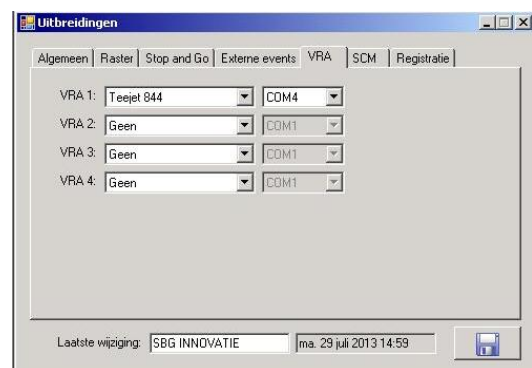 Uitbreidingen
Algemeen Raster Stop and Go Externe events VRA SCM Registratie
VRA 1: Teejet 844 COM4
VRA 2: Geen COM1
VRA 3: Geen COM1
VRA 4: Geen COM1
Laatste wijziging: SBG INNOVATIE ma. 29 juli 2013 14:59